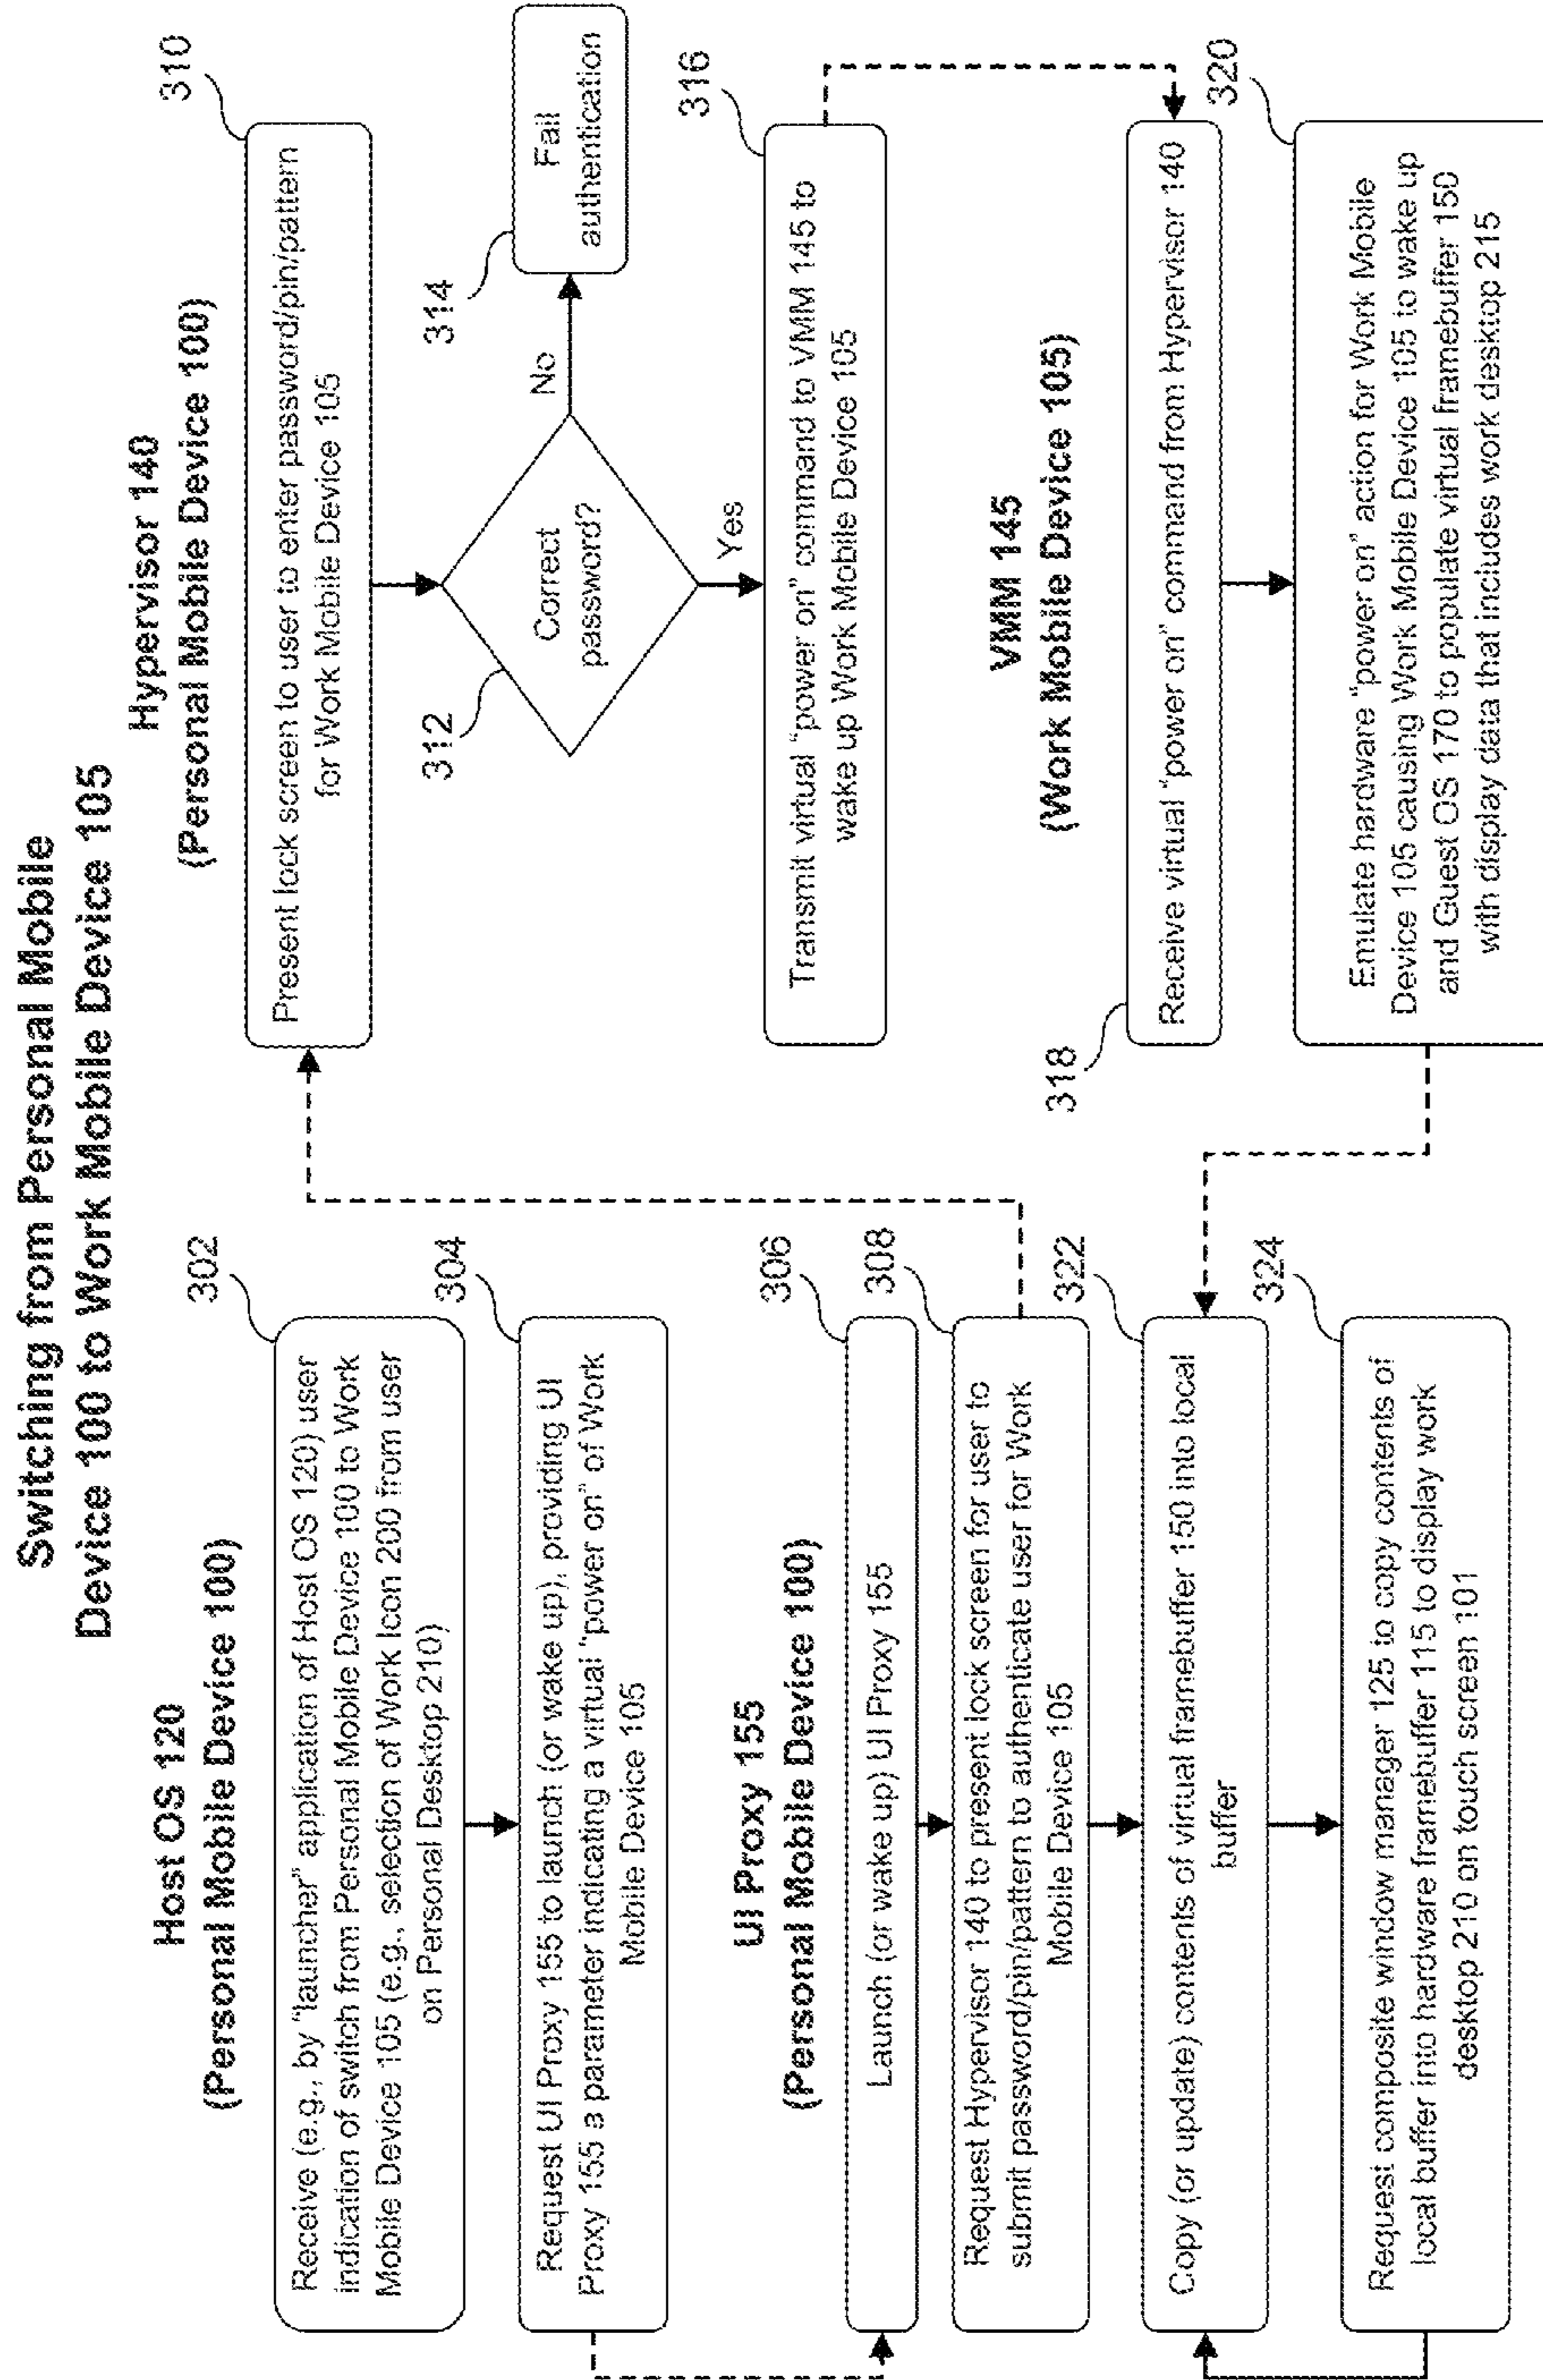 Switching from Personal Mobile
Device 100 to Work Mobile Device 105
Host OS 120
(Personal Mobile Device 100)
302
Receive (e.g., by "launcher" application of Host OS 120) user
indication of switch from Personal Mobile Device 100 to Work
Mobile Device 105 (e.g., selection of Work Icon 200 from user
on Personal Desktop 210)
304
Request UI Proxy 155 to launch (or wake up), providing UI
Proxy 155 a parameter indicating a virtual "power on" of Work
Mobile Device 105
UI Proxy 155
(Personal Mobile Device 100)
306
Launch (or wake up) UI Proxy 155
308
Request Hypervisor 140 to present lock screen for user to
submit password/pin/pattern to authenticate user for Work
Mobile Device 105
322
Copy (or update) contents of virtual framebuffer 150 into local
buffer
324
Request composite window manager 125 to copy contents of
local buffer into hardware framebuffer 115 to display work
desktop 210 on touch screen 101
Hypervisor 140
(Personal Mobile Device 100)
310
Present lock screen to user to enter password/pin/pattern
for Work Mobile Device 105
312
Correct
password?
No
314
Fail
authentication
Yes
316
Transmit virtual "power on" command to VMM 145 to
wake up Work Mobile Device 105
VMM 145
(Work Mobile Device 105)
318
Receive virtual "power on" command from Hypervisor 140
320
Emulate hardware "power on" action for Work Mobile
Device 105 causing Work Mobile Device 105 to wake up
and Guest OS 170 to populate virtual framebuffer 150
with display data that includes work desktop 215